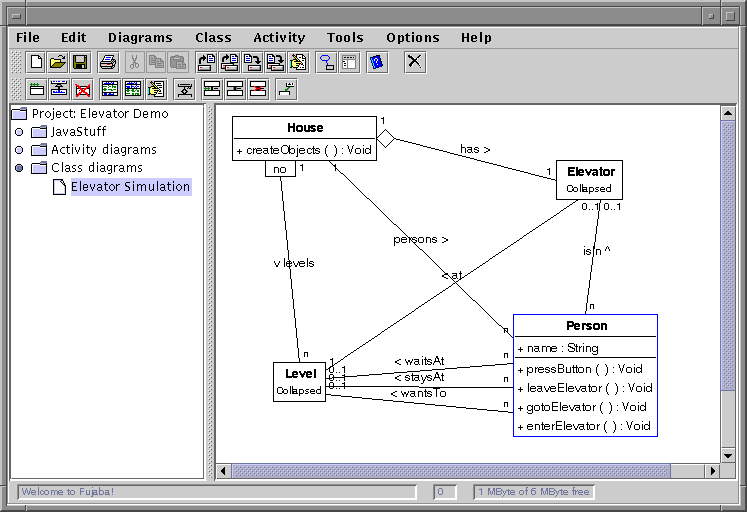 File Edit Diagrams Class Activity Tools Options Help
Project: Elevator Demo
JavaStuff
Activity diagrams
Class diagrams
Elevator Simulation
House
+ createObjects ( ) : Void
no
1
1
1
has >
1
Elevator
Collapsed
0..1
0..1
persons >
isIn ^
v levels
< at
n
n
Person
+ name : String
+ pressButton ( ) : Void
+ leaveElevator ( ) : Void
+ gotoElevator ( ) : Void
+ enterElevator ( ) : Void
n
Level
Collapsed
1
0..1
0..1
0..1
< waitsAt
n
< staysAt
n
< wantsTo
n
Welcome to Fujaba!
0
1 MByte of 6 MByte free